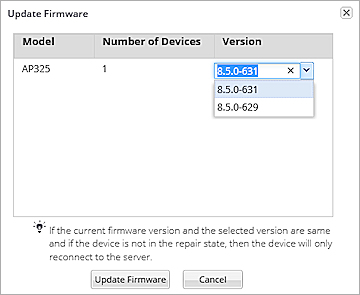 Update Firmware
Model Number of Devices Version
AP325 1 8.5.0-631
8.5.0-631
8.5.0-629
If the current firmware version and the selected version are same
and if the device is not in the repair state, then the device will only
reconnect to the server.
Update Firmware Cancel